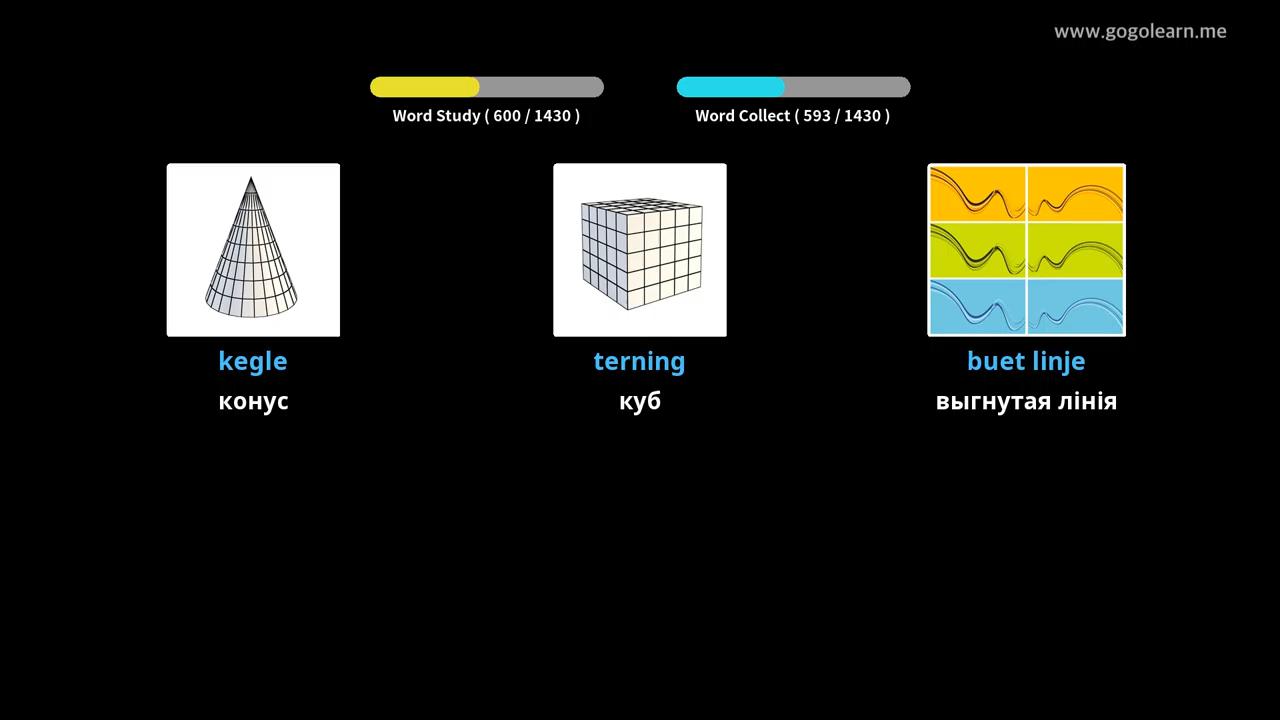 www.gogolearn.me
Word Study ( 600 / 1430 )
Word Collect ( 593 / 1430 )
kegle
terning
buet linje
конус
куб
выгнутая лінія